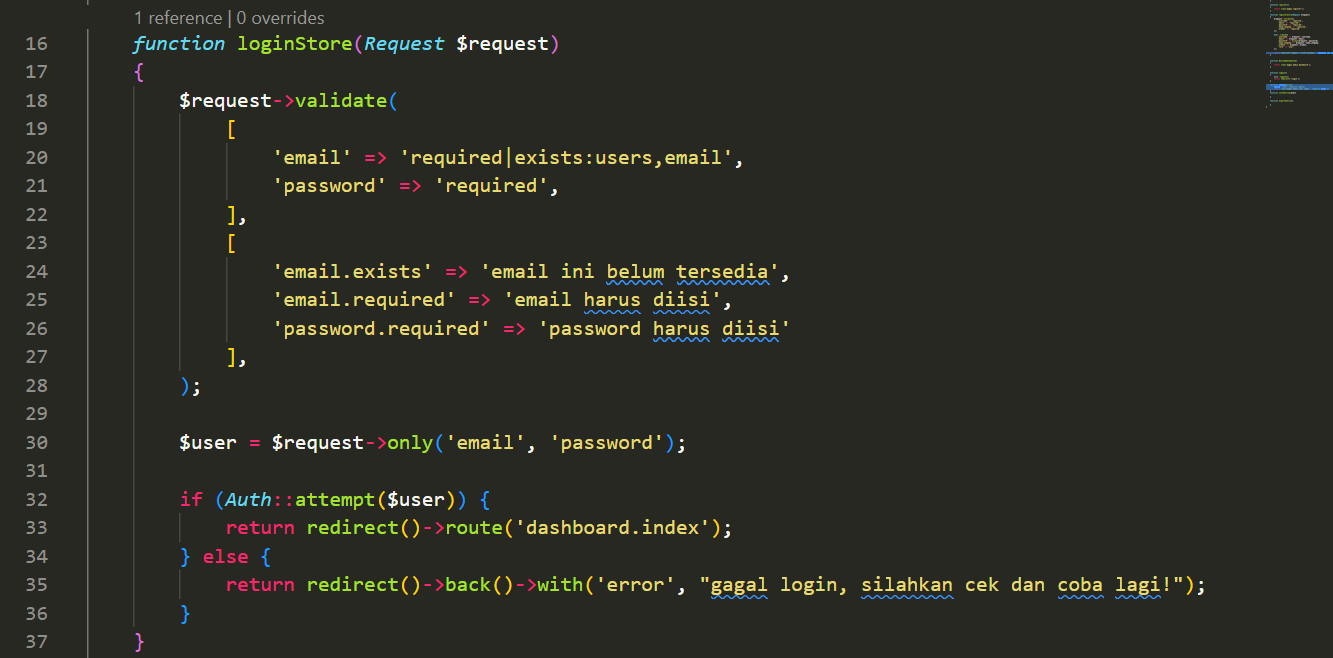 1 reference | 0 overrides
16 function loginStore(Request $request)
17 {
18     $request->validate(
19         [
20             'email' => 'required|exists:users,email',
21             'password' => 'required',
22         ],
23         [
24             'email.exists' => 'email ini belum tersedia',
25             'email.required' => 'email harus diisi',
26             'password.required' => 'password harus diisi'
27         ],
28     );
29
30     $user = $request->only('email', 'password');
31
32     if (Auth::attempt($user)) {
33         return redirect()->route('dashboard.index');
34     } else {
35         return redirect()->back()->with('error', "gagal login, silahkan cek dan coba lagi!");
36     }
37 }